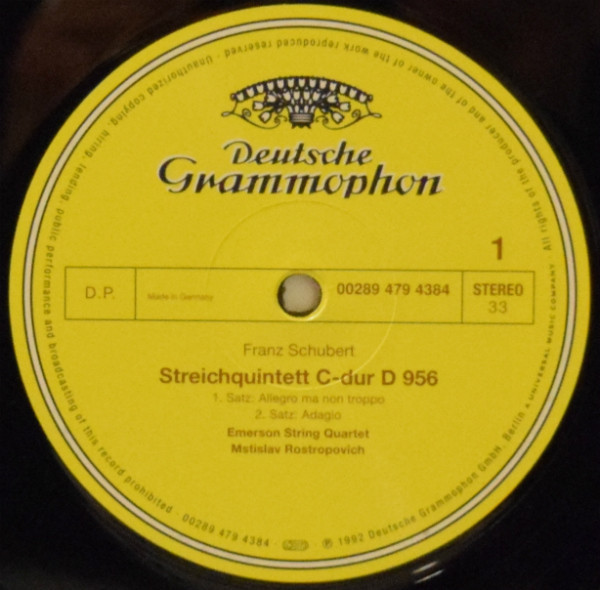 Deutsche
Grammophon
1
D.P.
Made in Germany
00289 479 4384
STEREO
33
Franz Schubert
Streichquintett C-dur D 956
1. Satz: Allegro ma non troppo
2. Satz: Adagio
Emerson String Quartet
Mstislav Rostropovich
All rights of the producer and of the owner of the work reproduced reserved · Unauthorized copying, hiring, lending, public performance and broadcasting of this record prohibited · 00289 479 4384 · ℗ 1992 Deutsche Grammophon GmbH, Berlin
A UNIVERSAL MUSIC COMPANY